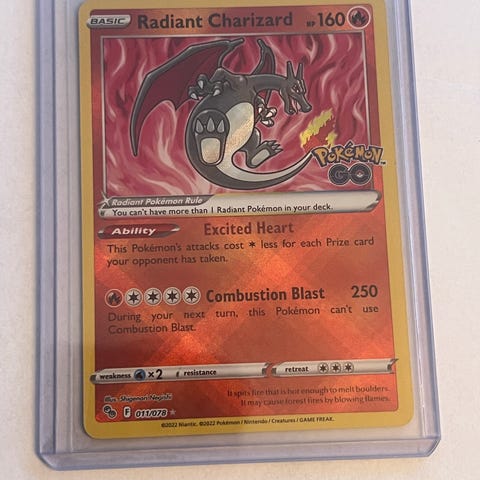 BASIC Radiant Charizard HP 160
POKÉMON
GO
Radiant Pokémon Rule
You can't have more than 1 Radiant Pokémon in your deck.
Ability Excited Heart
This Pokémon's attacks cost less for each Prize card
your opponent has taken.
Combustion Blast 250
During your next turn, this Pokémon can't use
Combustion Blast.
weakness ×2 resistance retreat
Illus. Shigenori Negishi
It spits fire that is hot enough to melt boulders.
It may cause forest fires by blowing flames.
F 011/078
©2022 Niantic. ©2022 Pokémon / Nintendo / Creatures / GAME FREAK.